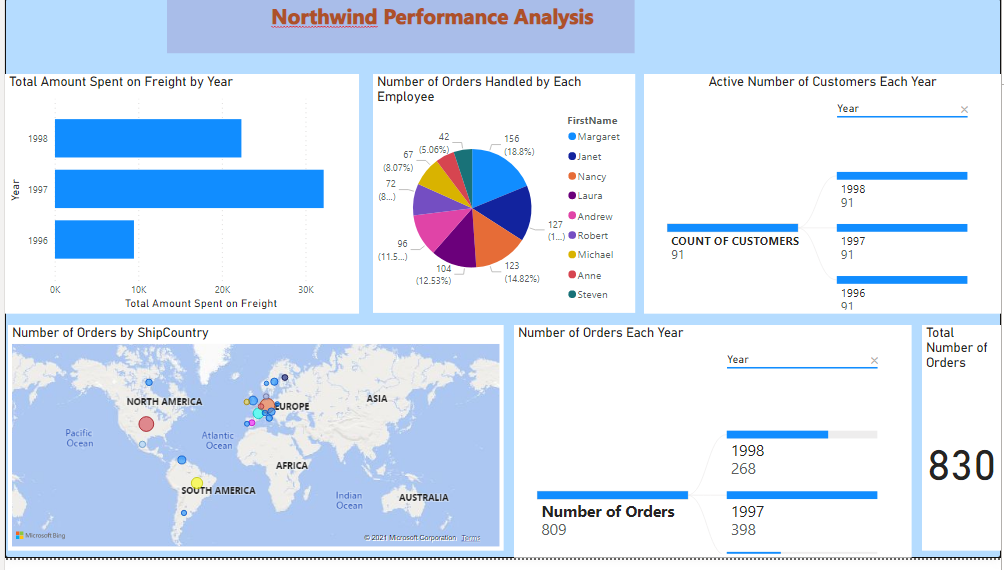 Northwind Performance Analysis
Total Amount Spent on Freight by Year
Year
1998
1997
1996
0K 10K 20K 30K
Total Amount Spent on Freight
Number of Orders Handled by Each
Employee
156
(18.8%)
127
(1...)
123
(14.82%)
104
(12.53%)
96
(11.5...)
72
(8...)
67
(8.07%)
42
(5.06%)
FirstName
Margaret
Janet
Nancy
Laura
Andrew
Robert
Michael
Anne
Steven
Active Number of Customers Each Year
Year ×
COUNT OF CUSTOMERS
91
1998
91
1997
91
1996
91
Number of Orders by ShipCountry
NORTH AMERICA
EUROPE
ASIA
Pacific
Ocean
Atlantic
Ocean
AFRICA
SOUTH AMERICA
Indian
Ocean
AUSTRALIA
Microsoft Bing
© 2021 Microsoft Corporation Terms
Number of Orders Each Year
Year ×
Number of Orders
809
1998
268
1997
398
Total
Number of
Orders
830